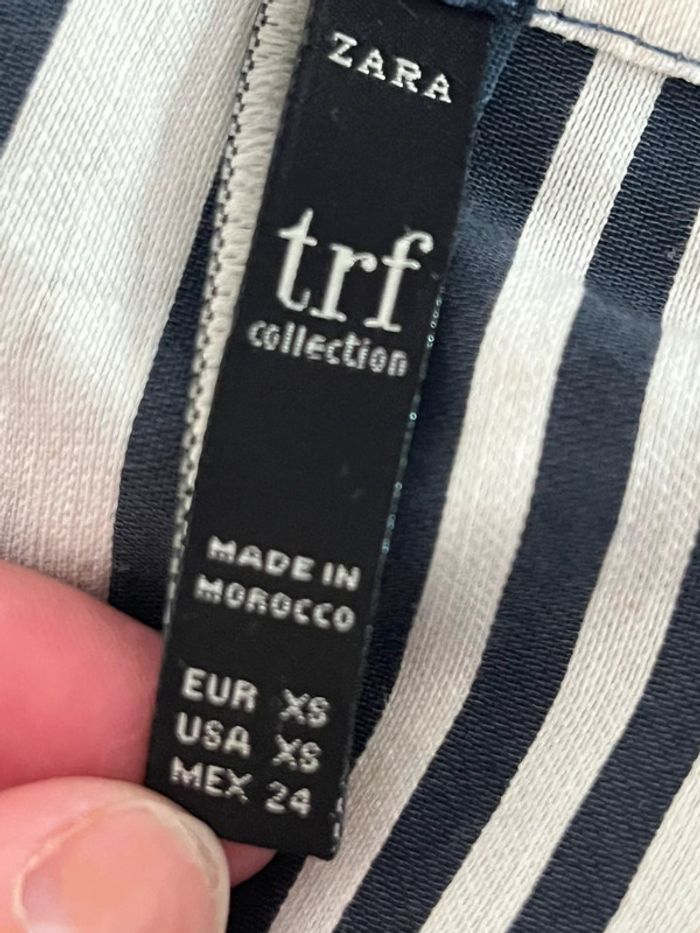 ZARA
trf
collection
MADE IN
MOROCCO
EUR XS
USA XS
MEX 24